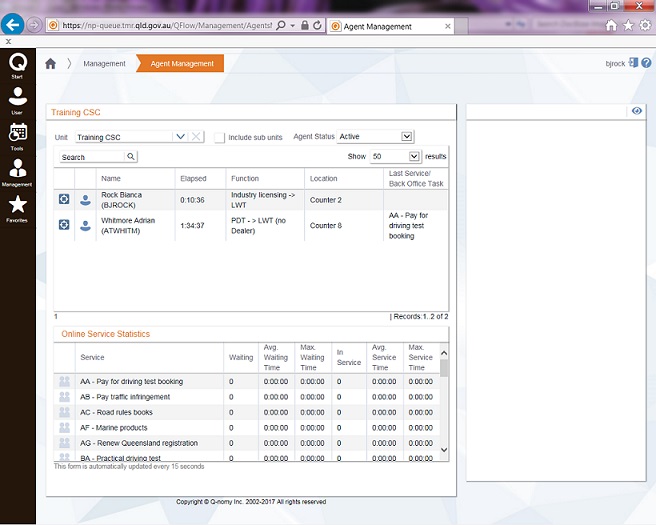 https://np-queue.tmr.qld.gov.au/QFlow/Management/Agents
Agent Management
x
Start
User
Tools
Management
Favorites
Management
Agent Management
bjrock
Training CSC
Unit Training CSC Include sub units Agent Status Active
Search Show 50 results
Name Elapsed Function Location Last Service/ Back Office Task
Rock Bianca (BJROCK) 0:10:36 Industry licensing -> LWT Counter 2
Whitmore Adrian (ATWHITM) 1:34:37 PDT -> LWT (no Dealer) Counter 8 AA - Pay for driving test booking
1 | Records:1..2 of 2
Online Service Statistics
Service Waiting Avg. Waiting Time Max. Waiting Time In Service Avg. Service Time Max. Service Time
AA - Pay for driving test booking 0 0:00:00 0:00:00 0 0:00:00 0:00:00
AB - Pay traffic infringement 0 0:00:00 0:00:00 0 0:00:00 0:00:00
AC - Road rules books 0 0:00:00 0:00:00 0 0:00:00 0:00:00
AF - Marine products 0 0:00:00 0:00:00 0 0:00:00 0:00:00
AG - Renew Queensland registration 0 0:00:00 0:00:00 0 0:00:00 0:00:00
BA - Practical driving test 0 0:00:00 0:00:00 0 0:00:00 0:00:00
This form is automatically updated every 15 seconds
Copyright © Q-nomy Inc. 2002-2017 All rights reserved